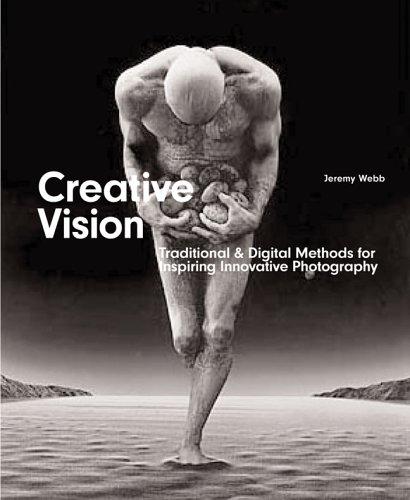 Creative
Vision
Jeremy Webb
Traditional & Digital Methods for
Inspiring Innovative Photography